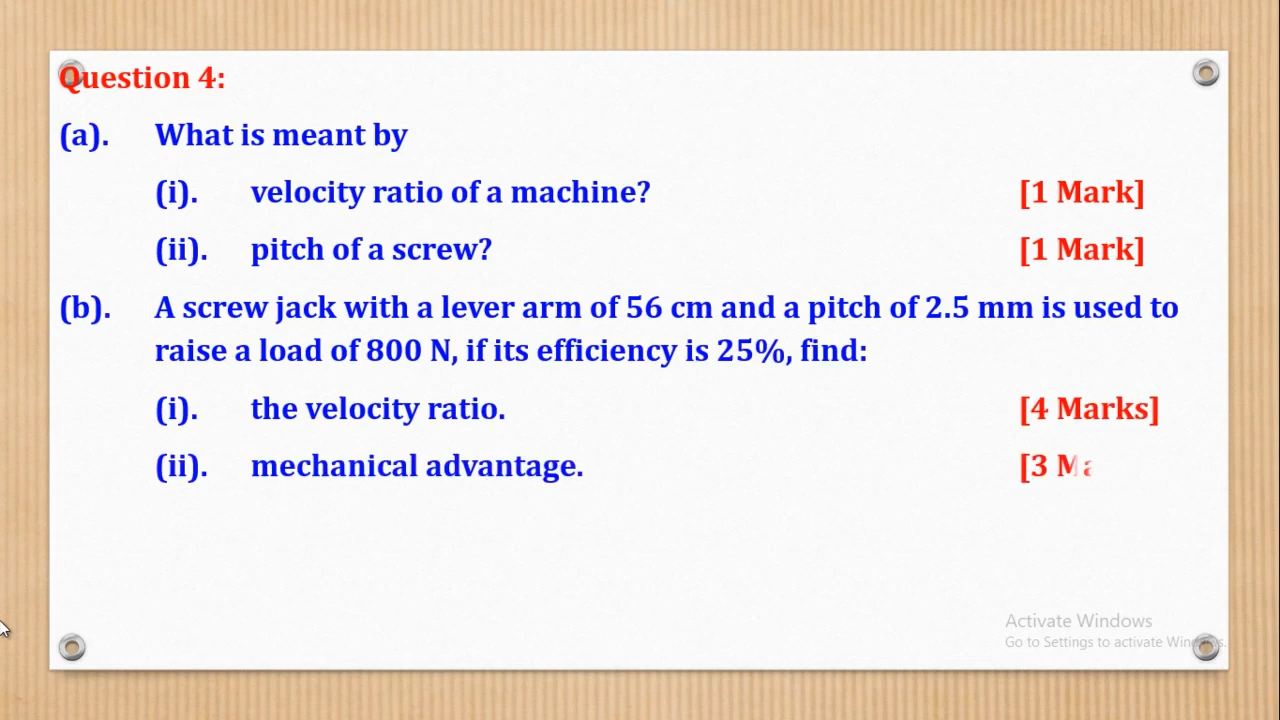 Question 4:
(a). What is meant by
(i). velocity ratio of a machine? [1 Mark]
(ii). pitch of a screw? [1 Mark]
(b). A screw jack with a lever arm of 56 cm and a pitch of 2.5 mm is used to
raise a load of 800 N, if its efficiency is 25%, find:
(i). the velocity ratio. [4 Marks]
(ii). mechanical advantage. [3 Ma
Activate Windows
Go to Settings to activate Windows.